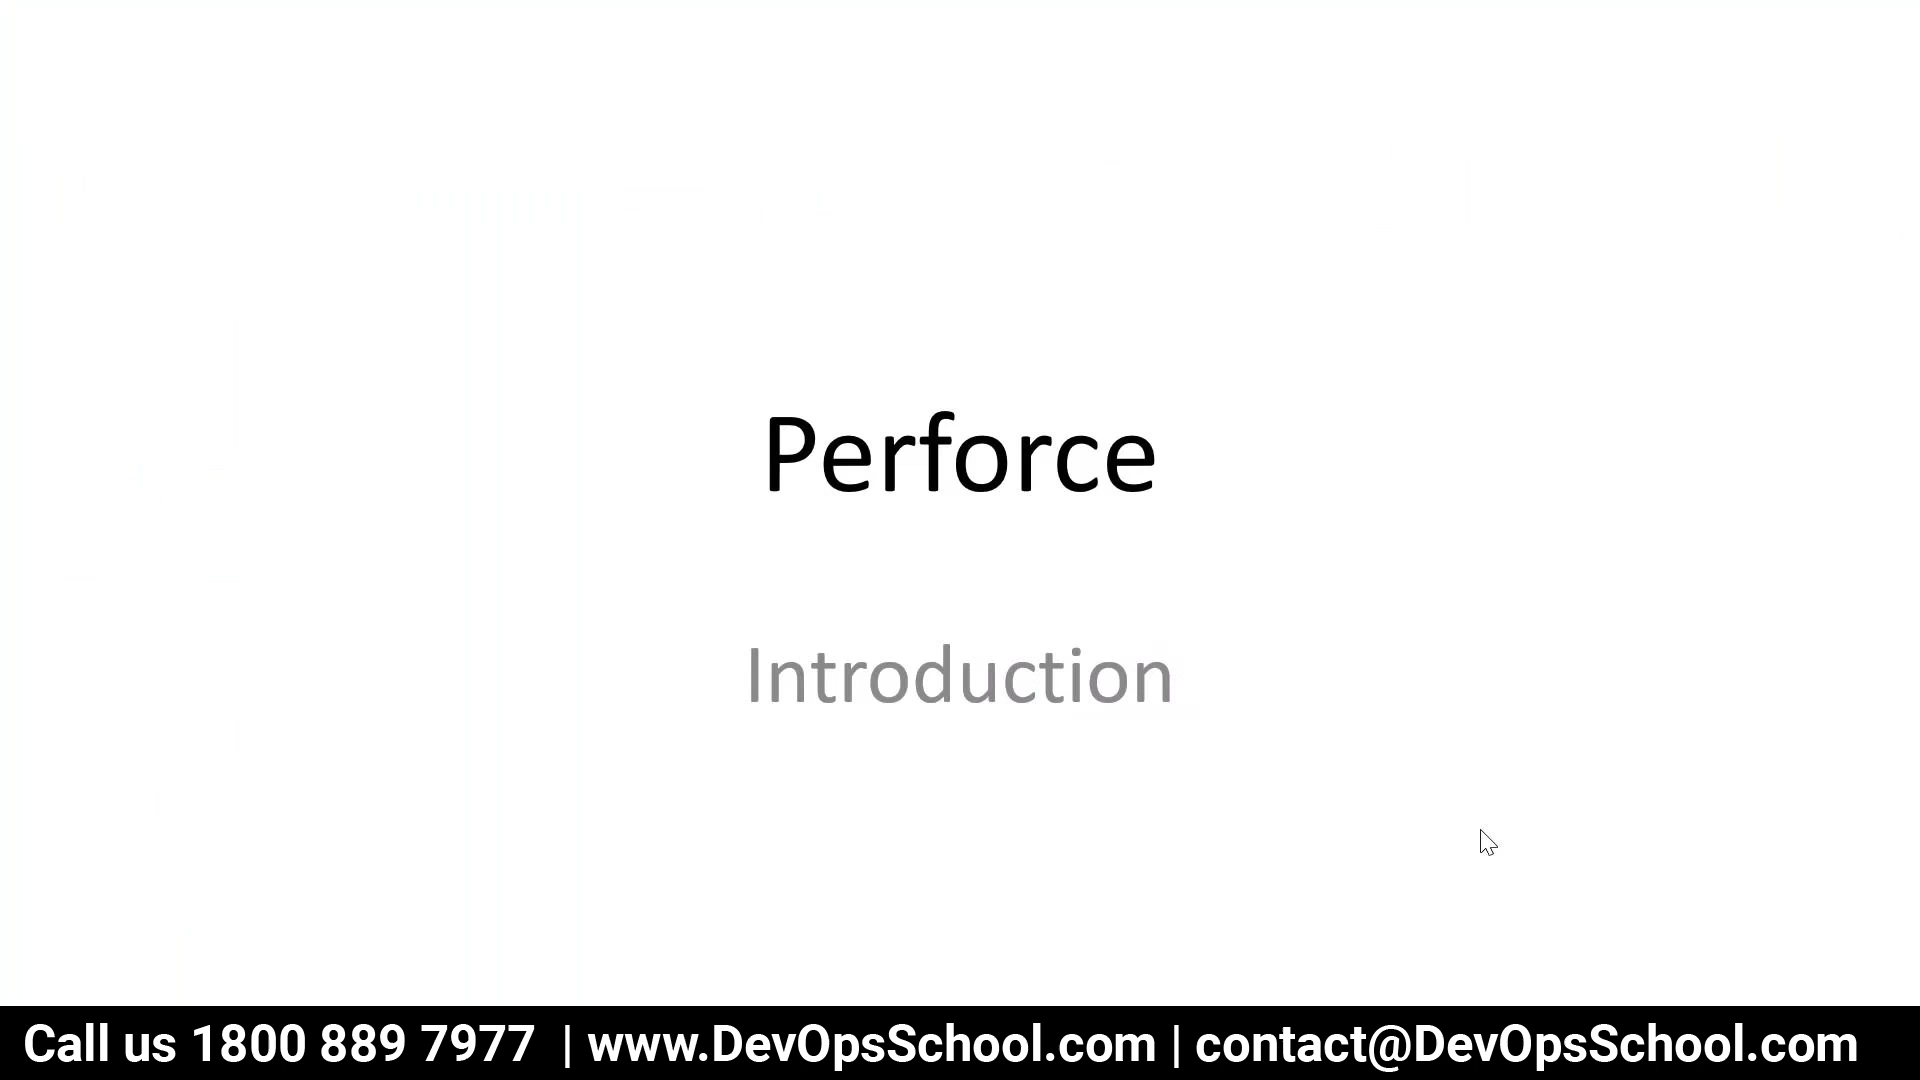 Perforce
Introduction
Call us 1800 889 7977 | www.DevOpsSchool.com | contact@DevOpsSchool.com